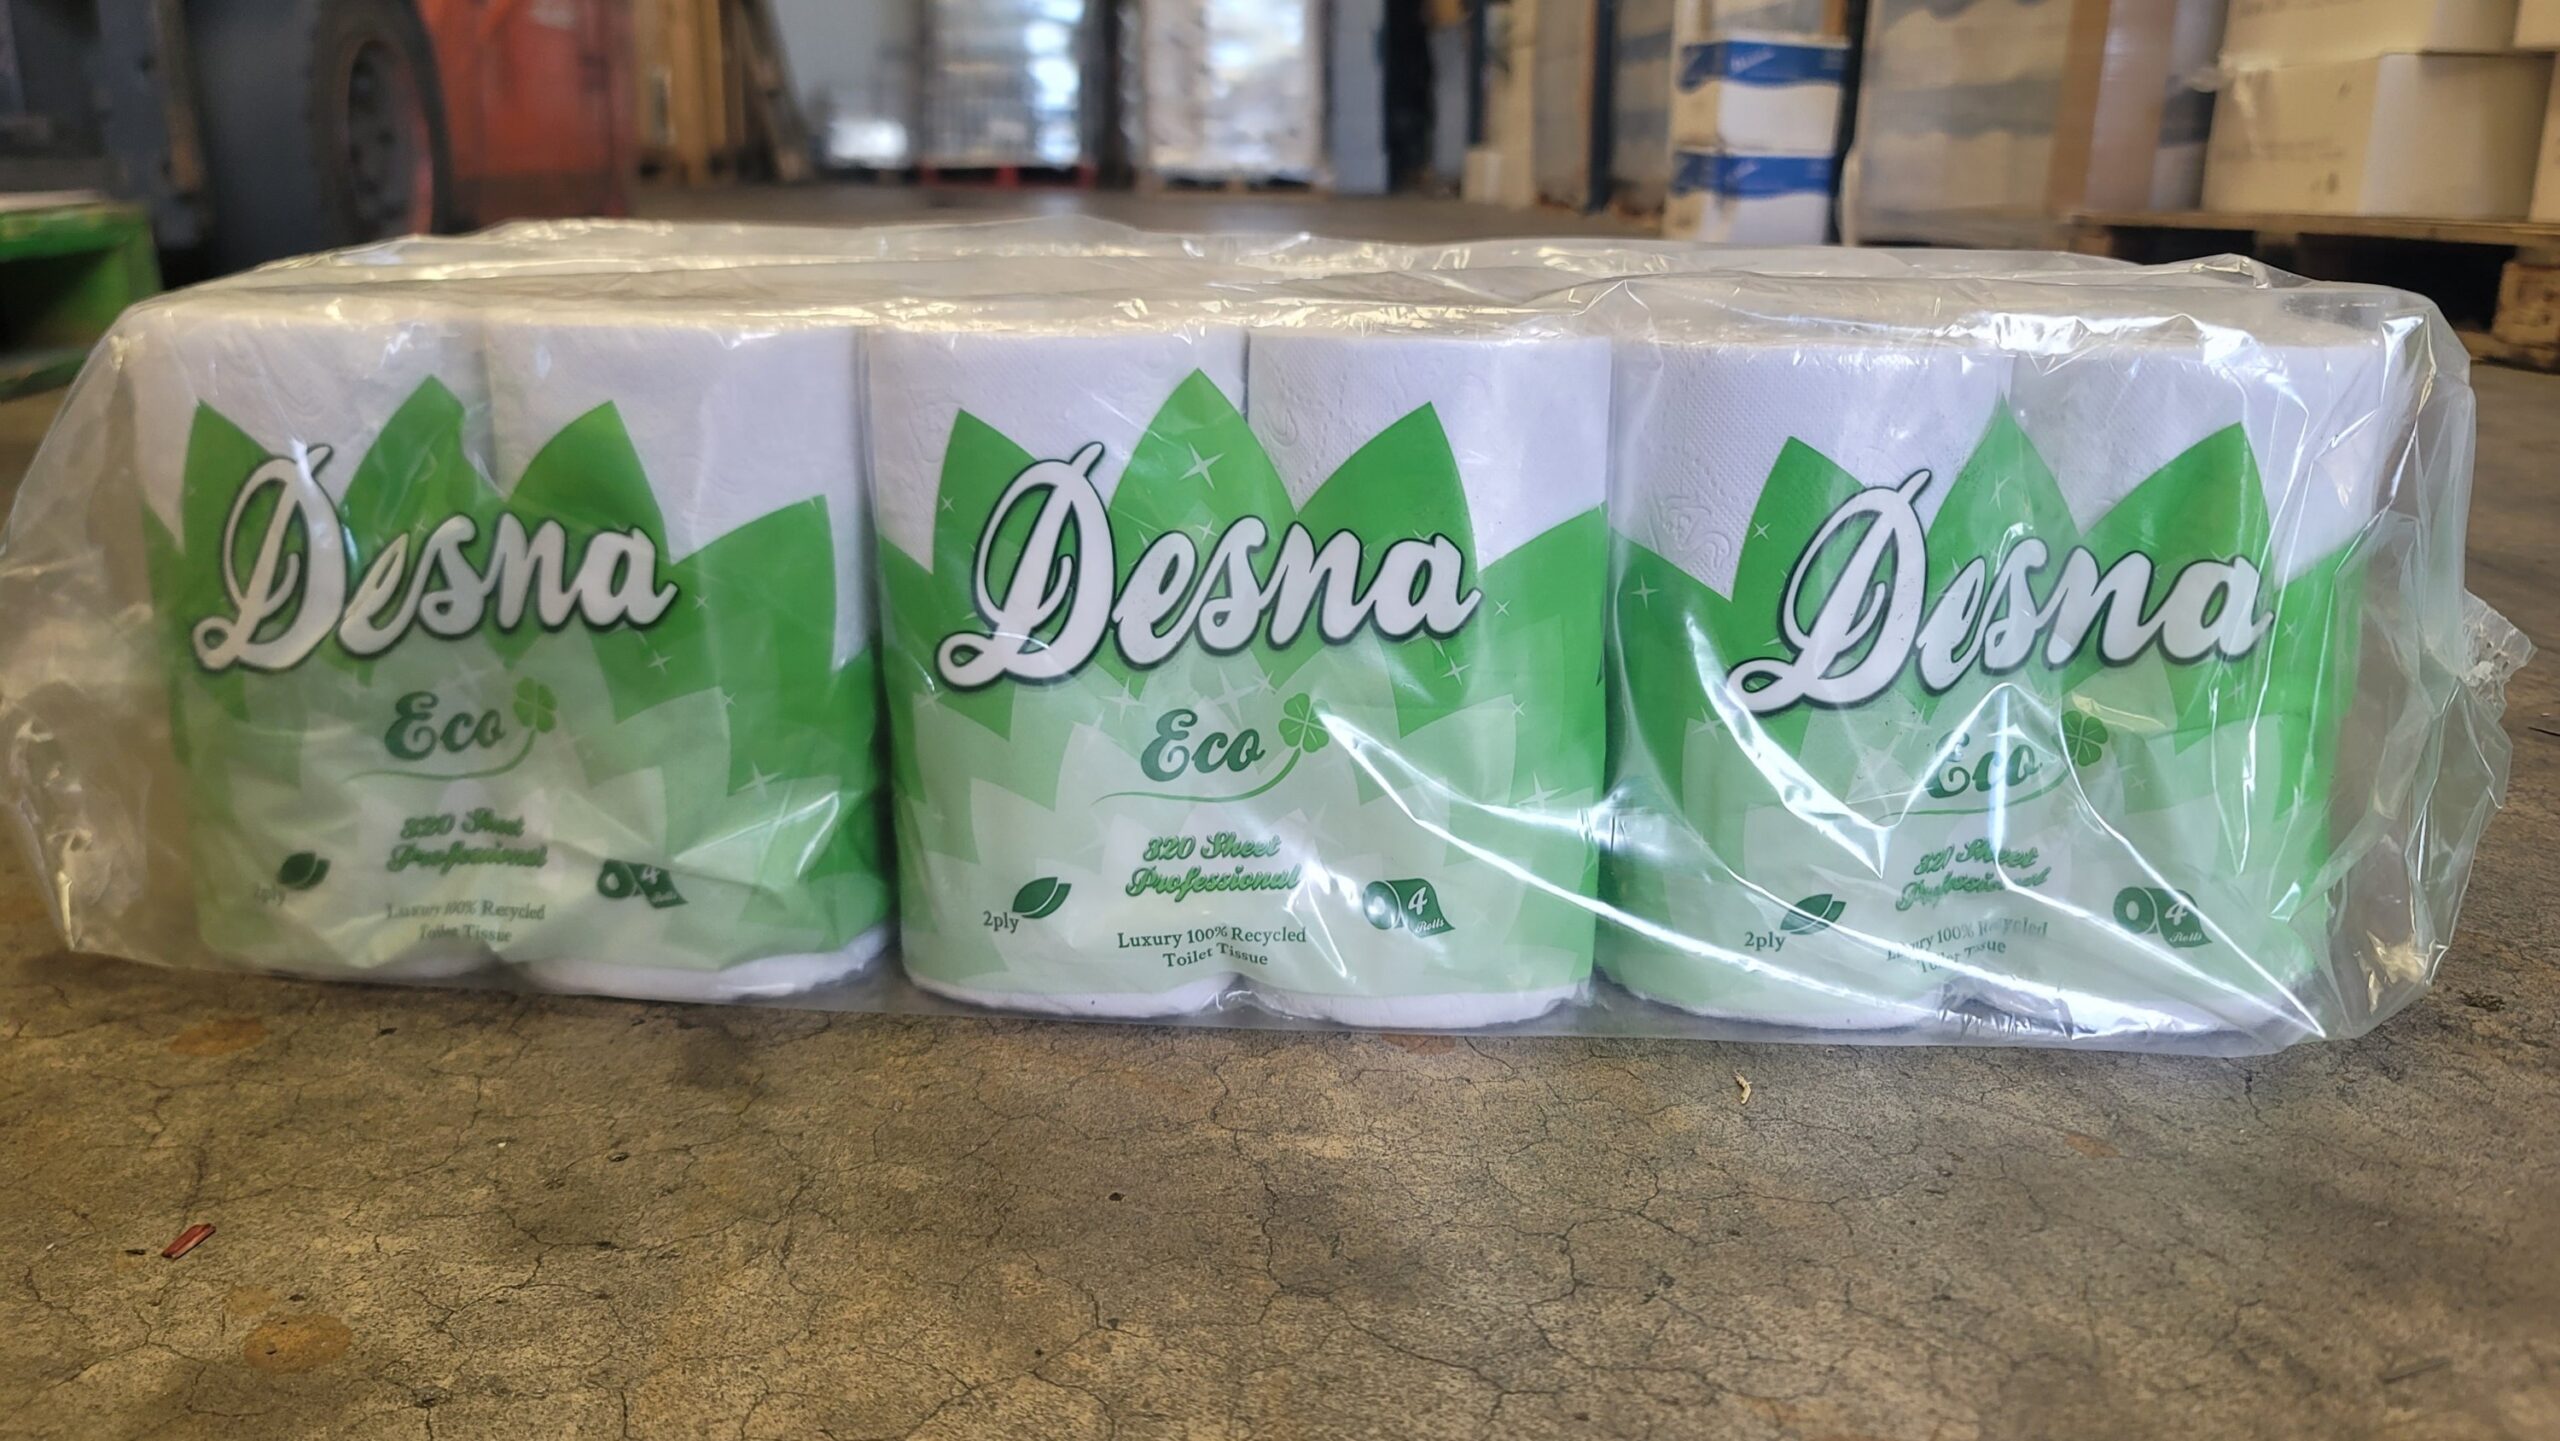 Desna
Eco
320 Sheet
Professional
2ply
4
Rolls
Luxury 100% Recycled
Toilet Tissue
Desna
Eco
320 Sheet
Professional
2ply
4
Rolls
Luxury 100% Recycled
Toilet Tissue
Desna
Eco
320 Sheet
Professional
2ply
4
Rolls
Luxury 100% Recycled
Toilet Tissue